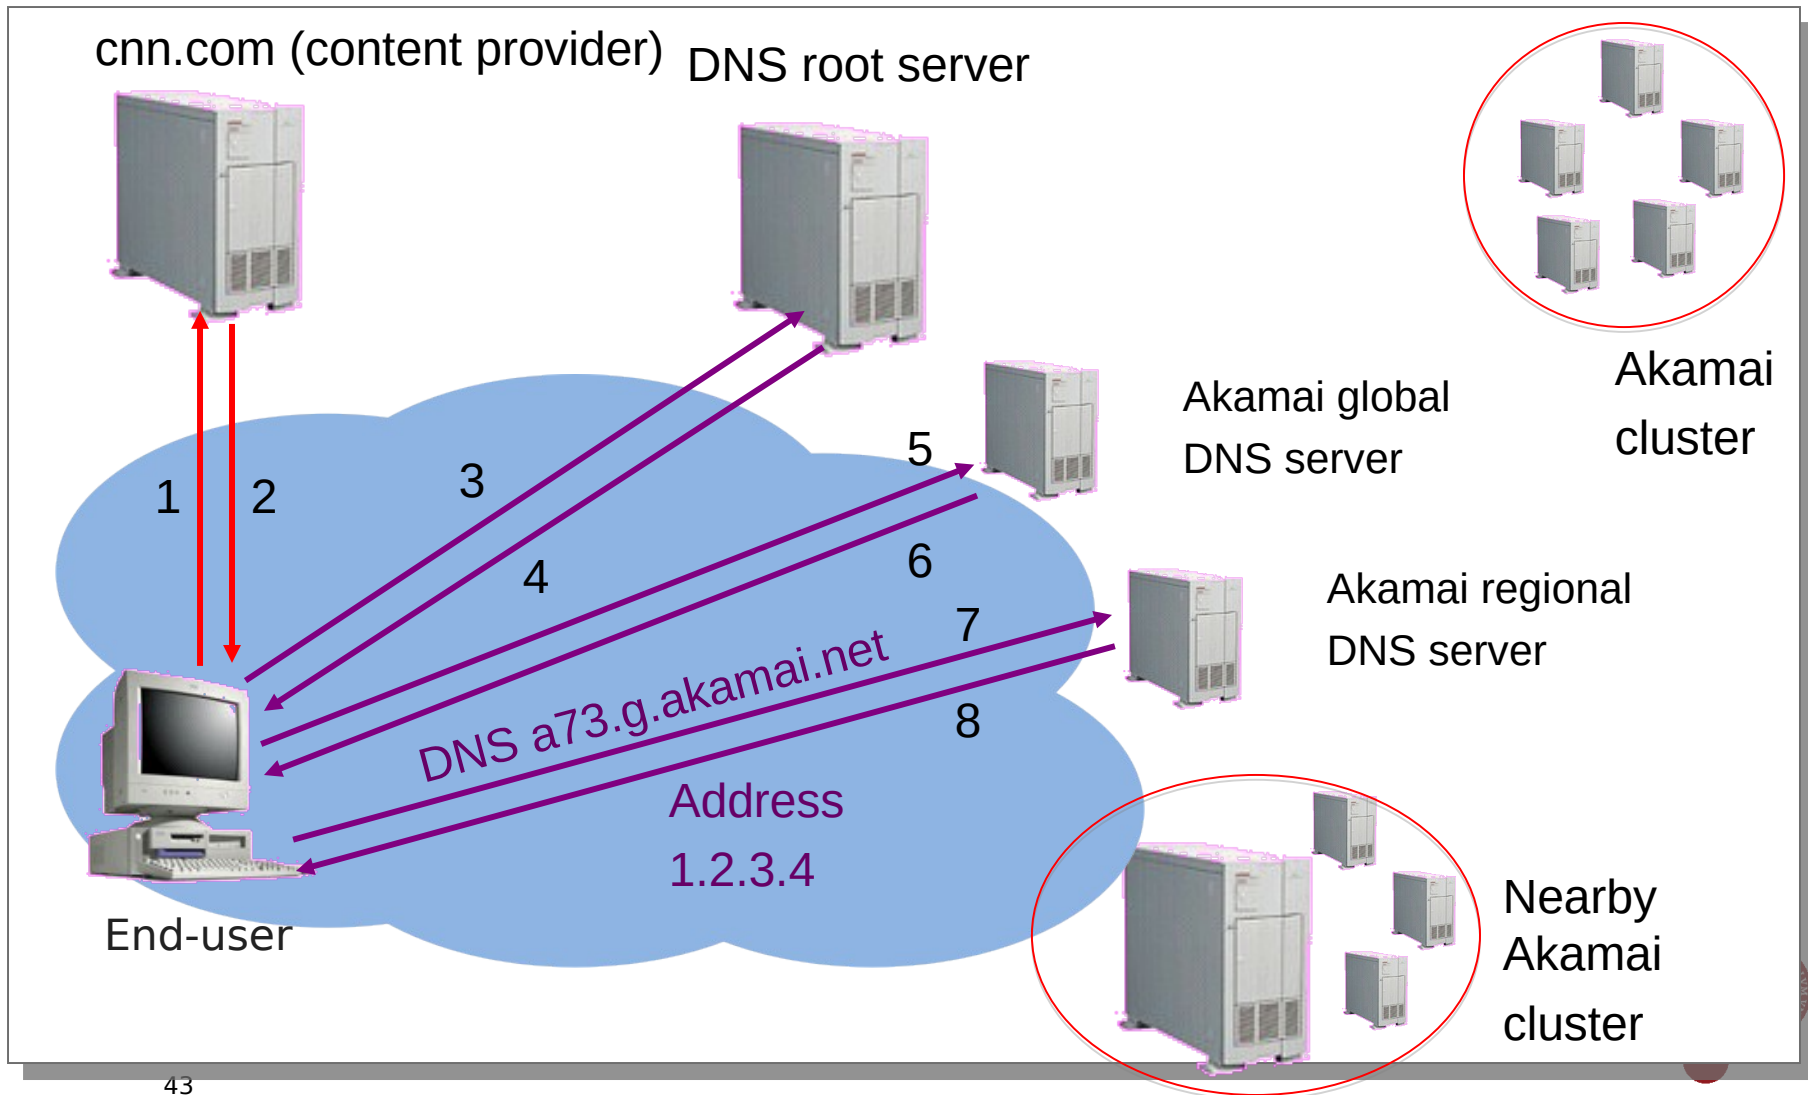 cnn.com (content provider)
DNS root server
Akamai
cluster
Akamai global
DNS server
1
2
3
4
5
6
Akamai regional
DNS server
7
8
DNS a73.g.akamai.net
Address
1.2.3.4
End-user
Nearby
Akamai
cluster
43